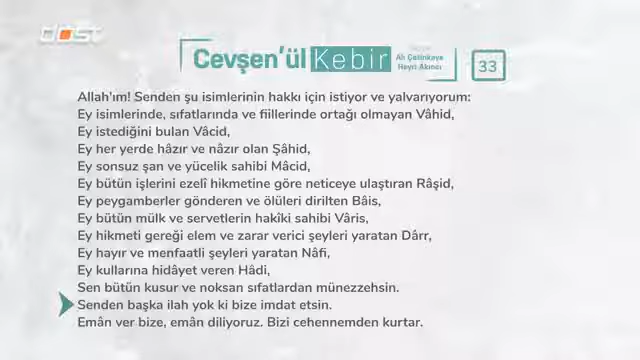 dost
Cevşen'ül Kebir
Ali Çetinkaya
Hayri Akıncı
33
Allah'ım! Senden şu isimlerinin hakkı için istiyor ve yalvarıyorum:
Ey isimlerinde, sıfatlarında ve fiillerinde ortağı olmayan Vâhid,
Ey istediğini bulan Vâcid,
Ey her yerde hâzır ve nâzır olan Şâhid,
Ey sonsuz şan ve yücelik sahibi Mâcid,
Ey bütün işlerini ezelî hikmetine göre neticeye ulaştıran Râşid,
Ey peygamberler gönderen ve ölüleri dirilten Bâis,
Ey bütün mülk ve servetlerin hakîki sahibi Vâris,
Ey hikmeti gereği elem ve zarar verici şeyleri yaratan Dârr,
Ey hayır ve menfaatli şeyleri yaratan Nâfi,
Ey kullarına hidâyet veren Hâdi,
Sen bütün kusur ve noksan sıfatlardan münezzehsin.
Senden başka ilah yok ki bize imdat etsin.
Emân ver bize, emân diliyoruz. Bizi cehennemden kurtar.